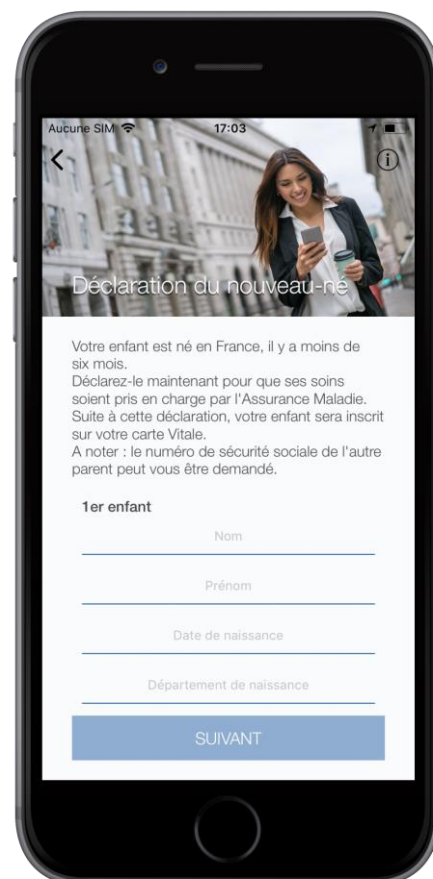 Aucune SIM 17:03
Déclaration du nouveau-né
Votre enfant est né en France, il y a moins de
six mois.
Déclarez-le maintenant pour que ses soins
soient pris en charge par l'Assurance Maladie.
Suite à cette déclaration, votre enfant sera inscrit
sur votre carte Vitale.
A noter : le numéro de sécurité sociale de l'autre
parent peut vous être demandé.
1er enfant
Nom
Prénom
Date de naissance
Département de naissance
SUIVANT